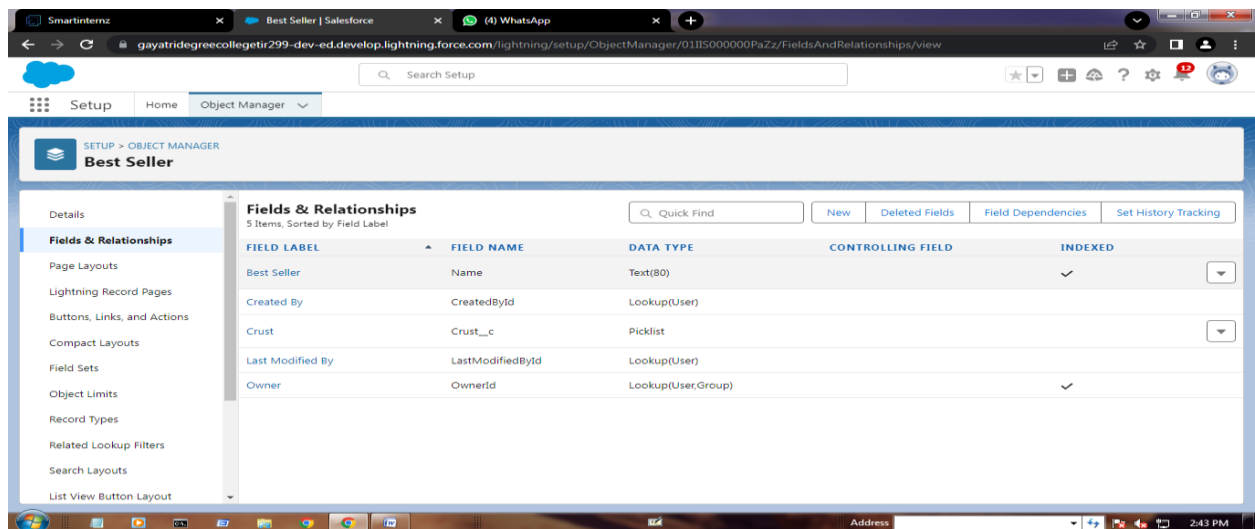 Smartinternz
Best Seller | Salesforce
(4) WhatsApp
gayatridegreecollegetir299-dev-ed.develop.lightning.force.com/lightning/setup/ObjectManager/01IIS000000PaZz/FieldsAndRelationships/view
Search Setup
12
Setup Home Object Manager
SETUP > OBJECT MANAGER
Best Seller
Details
Fields & Relationships
Page Layouts
Lightning Record Pages
Buttons, Links, and Actions
Compact Layouts
Field Sets
Object Limits
Record Types
Related Lookup Filters
Search Layouts
List View Button Layout
Fields & Relationships
5 Items, Sorted by Field Label
Quick Find
New Deleted Fields Field Dependencies Set History Tracking
FIELD LABEL FIELD NAME DATA TYPE CONTROLLING FIELD INDEXED
Best Seller Name Text(80)
Created By CreatedById Lookup(User)
Crust Crust__c Picklist
Last Modified By LastModifiedById Lookup(User)
Owner OwnerId Lookup(User,Group)
Address
2:43 PM